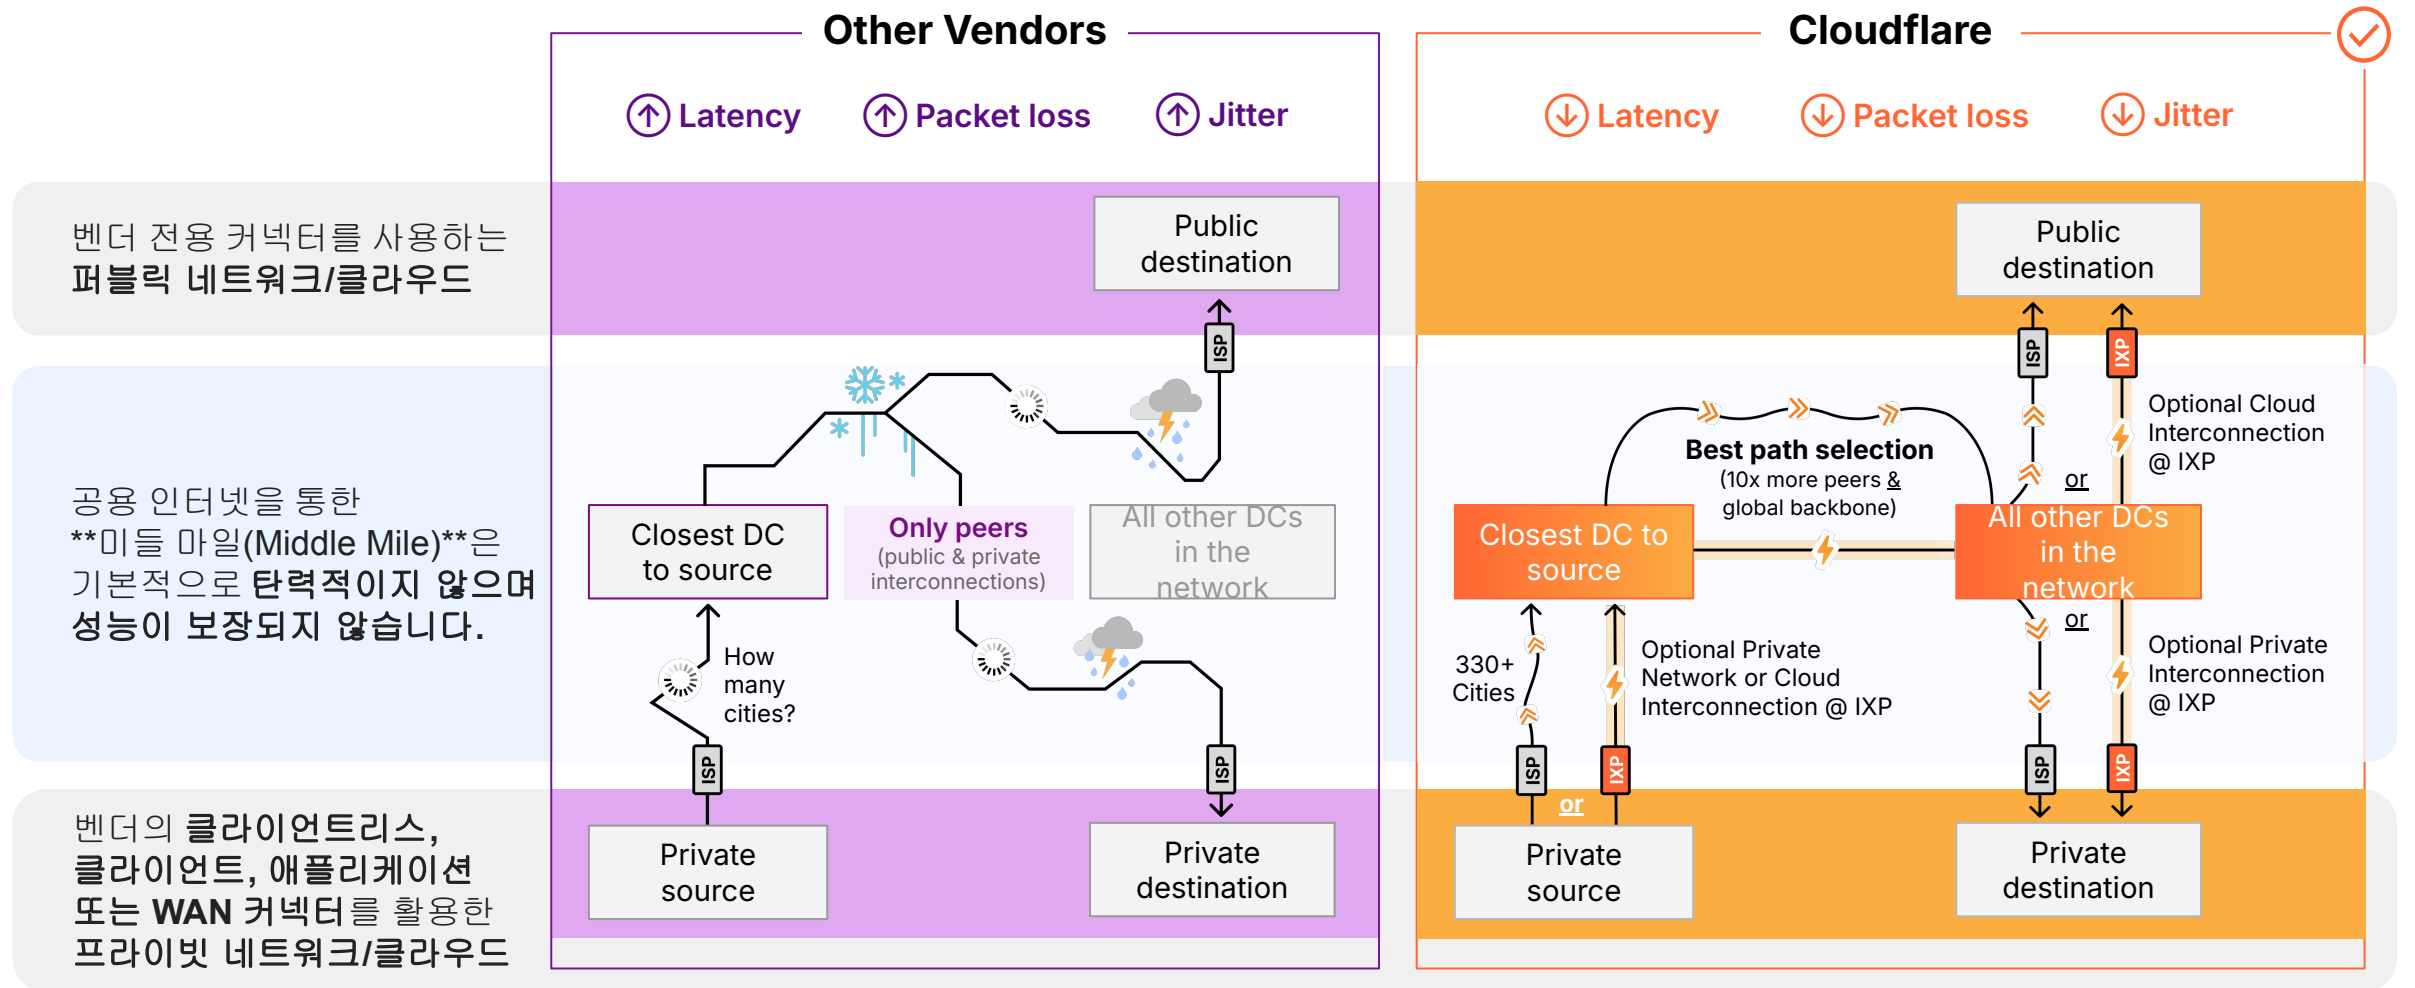 Other Vendors
Cloudflare
Latency
Packet loss
Jitter
Latency
Packet loss
Jitter
벤더 전용 커넥터를 사용하는
퍼블릭 네트워크/클라우드
Public
destination
ISP
Public
destination
ISP
IXP
공용 인터넷을 통한
**미들 마일(Middle Mile)**은
기본적으로 탄력적이지 않으며
성능이 보장되지 않습니다.
Closest DC
to source
Only peers
(public & private
interconnections)
All other DCs
in the
network
How
many
cities?
ISP
ISP
Best path selection
(10x more peers &
global backbone)
Optional Cloud
Interconnection
@ IXP
or
Closest DC to
source
All other DCs
in the
network
or
330+
Cities
Optional Private
Network or Cloud
Interconnection @ IXP
Optional Private
Interconnection
@ IXP
ISP
IXP
ISP
IXP
벤더의 클라이언트리스,
클라이언트, 애플리케이션
또는 WAN 커넥터를 활용한
프라이빗 네트워크/클라우드
Private
source
Private
destination
or
Private
source
Private
destination